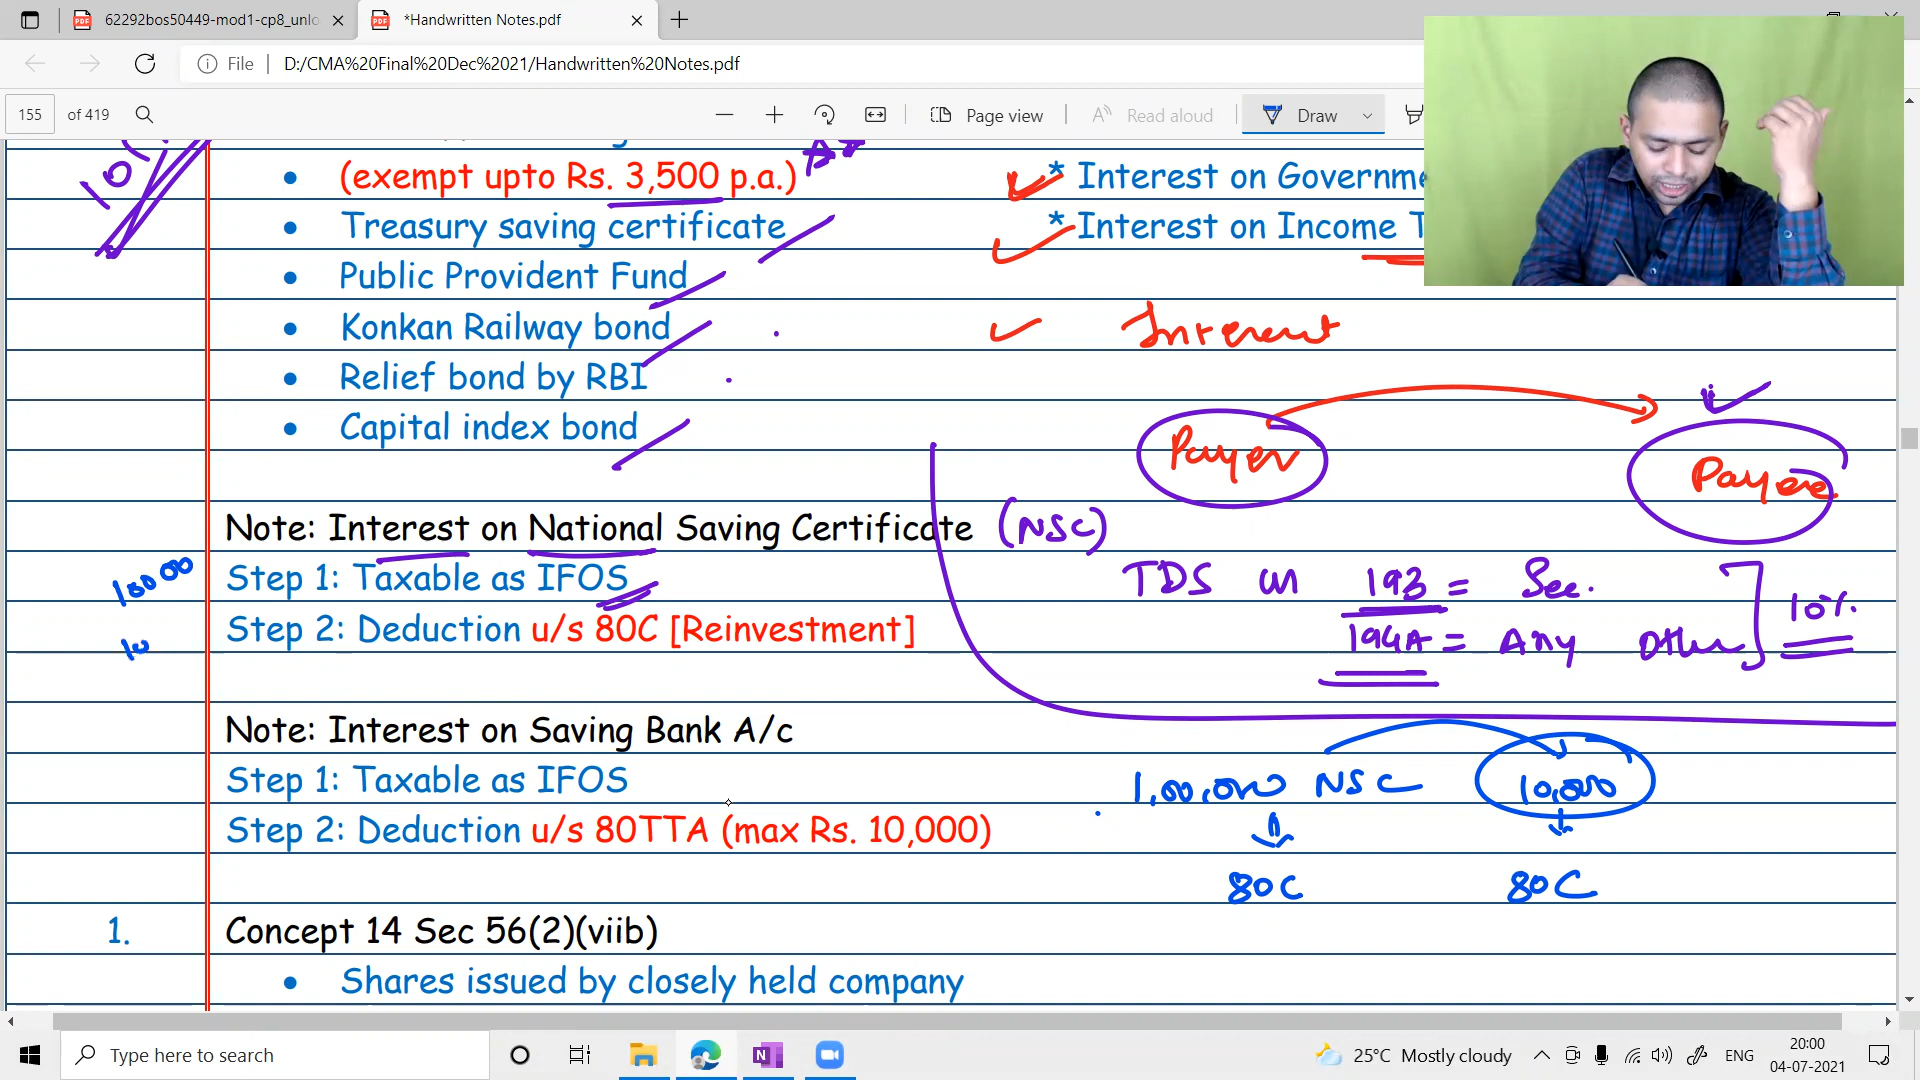 62292bos50449-mod1-cp8_unlo
*Handwritten Notes.pdf
File
D:/CMA%20Final%20Dec%2021/Handwritten%20Notes.pdf
155 of 419
Page view
Read aloud
Draw
(exempt upto Rs. 3,500 p.a.)
Treasury saving certificate
Public Provident Fund
Konkan Railway bond
Relief bond by RBI
Capital index bond
* Interest on Governme
* Interest on Income T
Interest
Payer
Payee
Note: Interest on National Saving Certificate (NSC)
Step 1: Taxable as IFOS
Step 2: Deduction u/s 80C [Reinvestment]
TDS
193 = Sec.
194A = Any other
10%
Note: Interest on Saving Bank A/c
Step 1: Taxable as IFOS
Step 2: Deduction u/s 80TTA (max Rs. 10,000)
1,00,000 NSC 10,000
80C 80C
1. Concept 14 Sec 56(2)(viib)
Shares issued by closely held company
Type here to search
25°C Mostly cloudy
ENG
20:00
04-07-2021